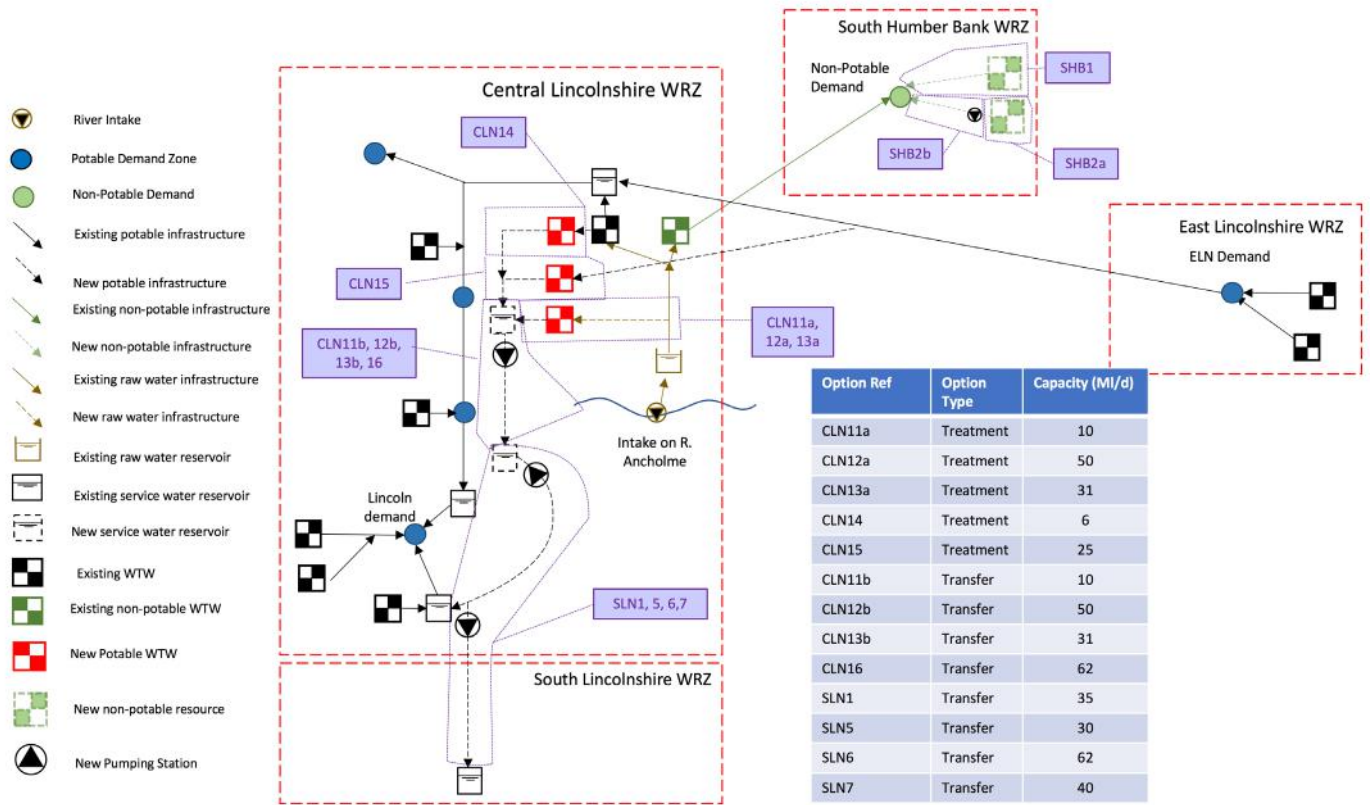 South Humber Bank WRZ
Non-Potable
Demand
SHB1
SHB2b
SHB2a
Central Lincolnshire WRZ
CLN14
CLN15
CLN11b, 12b,
13b, 16
CLN11a,
12a, 13a
Intake on R.
Ancholme
Lincoln
demand
SLN1, 5, 6,7
South Lincolnshire WRZ
East Lincolnshire WRZ
ELN Demand
River Intake
Potable Demand Zone
Non-Potable Demand
Existing potable infrastructure
New potable infrastructure
Existing non-potable infrastructure
New non-potable infrastructure
Existing raw water infrastructure
New raw water infrastructure
Existing raw water reservoir
Existing service water reservoir
New service water reservoir
Existing WTW
Existing non-potable WTW
New Potable WTW
New non-potable resource
New Pumping Station
Option Ref Option Capacity (Ml/d)
Type
CLN11a Treatment 10
CLN12a Treatment 50
CLN13a Treatment 31
CLN14 Treatment 6
CLN15 Treatment 25
CLN11b Transfer 10
CLN12b Transfer 50
CLN13b Transfer 31
CLN16 Transfer 62
SLN1 Transfer 35
SLN5 Transfer 30
SLN6 Transfer 62
SLN7 Transfer 40